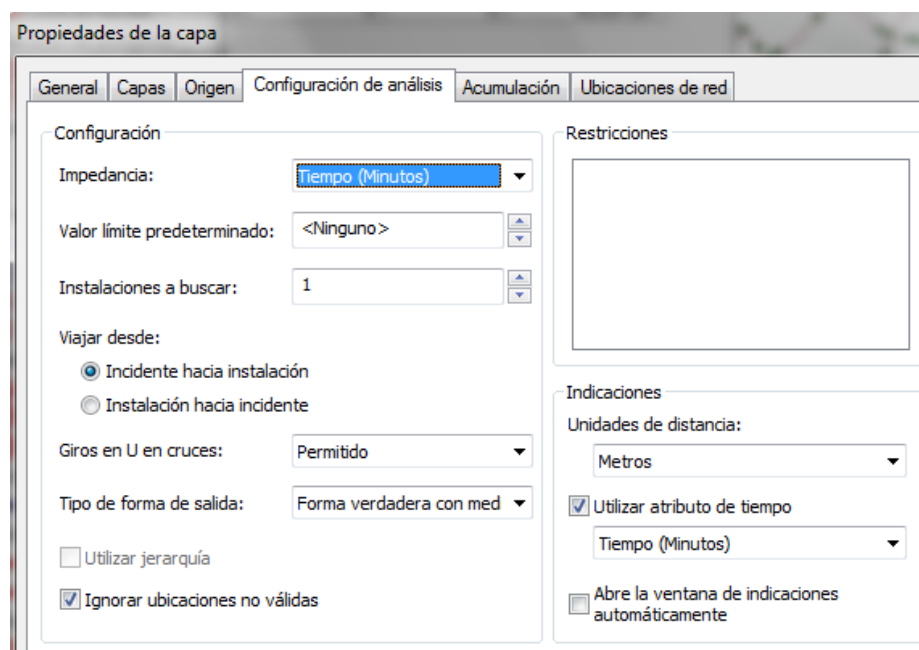 Propiedades de la capa
General Capas Origen Configuración de análisis Acumulación Ubicaciones de red
Configuración
Impedancia: Tiempo (Minutos)
Valor límite predeterminado: <Ninguno>
Instalaciones a buscar: 1
Viajar desde:
Incidente hacia instalación
Instalación hacia incidente
Giros en U en cruces: Permitido
Tipo de forma de salida: Forma verdadera con med
Utilizar jerarquía
Ignorar ubicaciones no válidas
Restricciones
Indicaciones
Unidades de distancia:
Metros
Utilizar atributo de tiempo
Tiempo (Minutos)
Abre la ventana de indicaciones
automáticamente